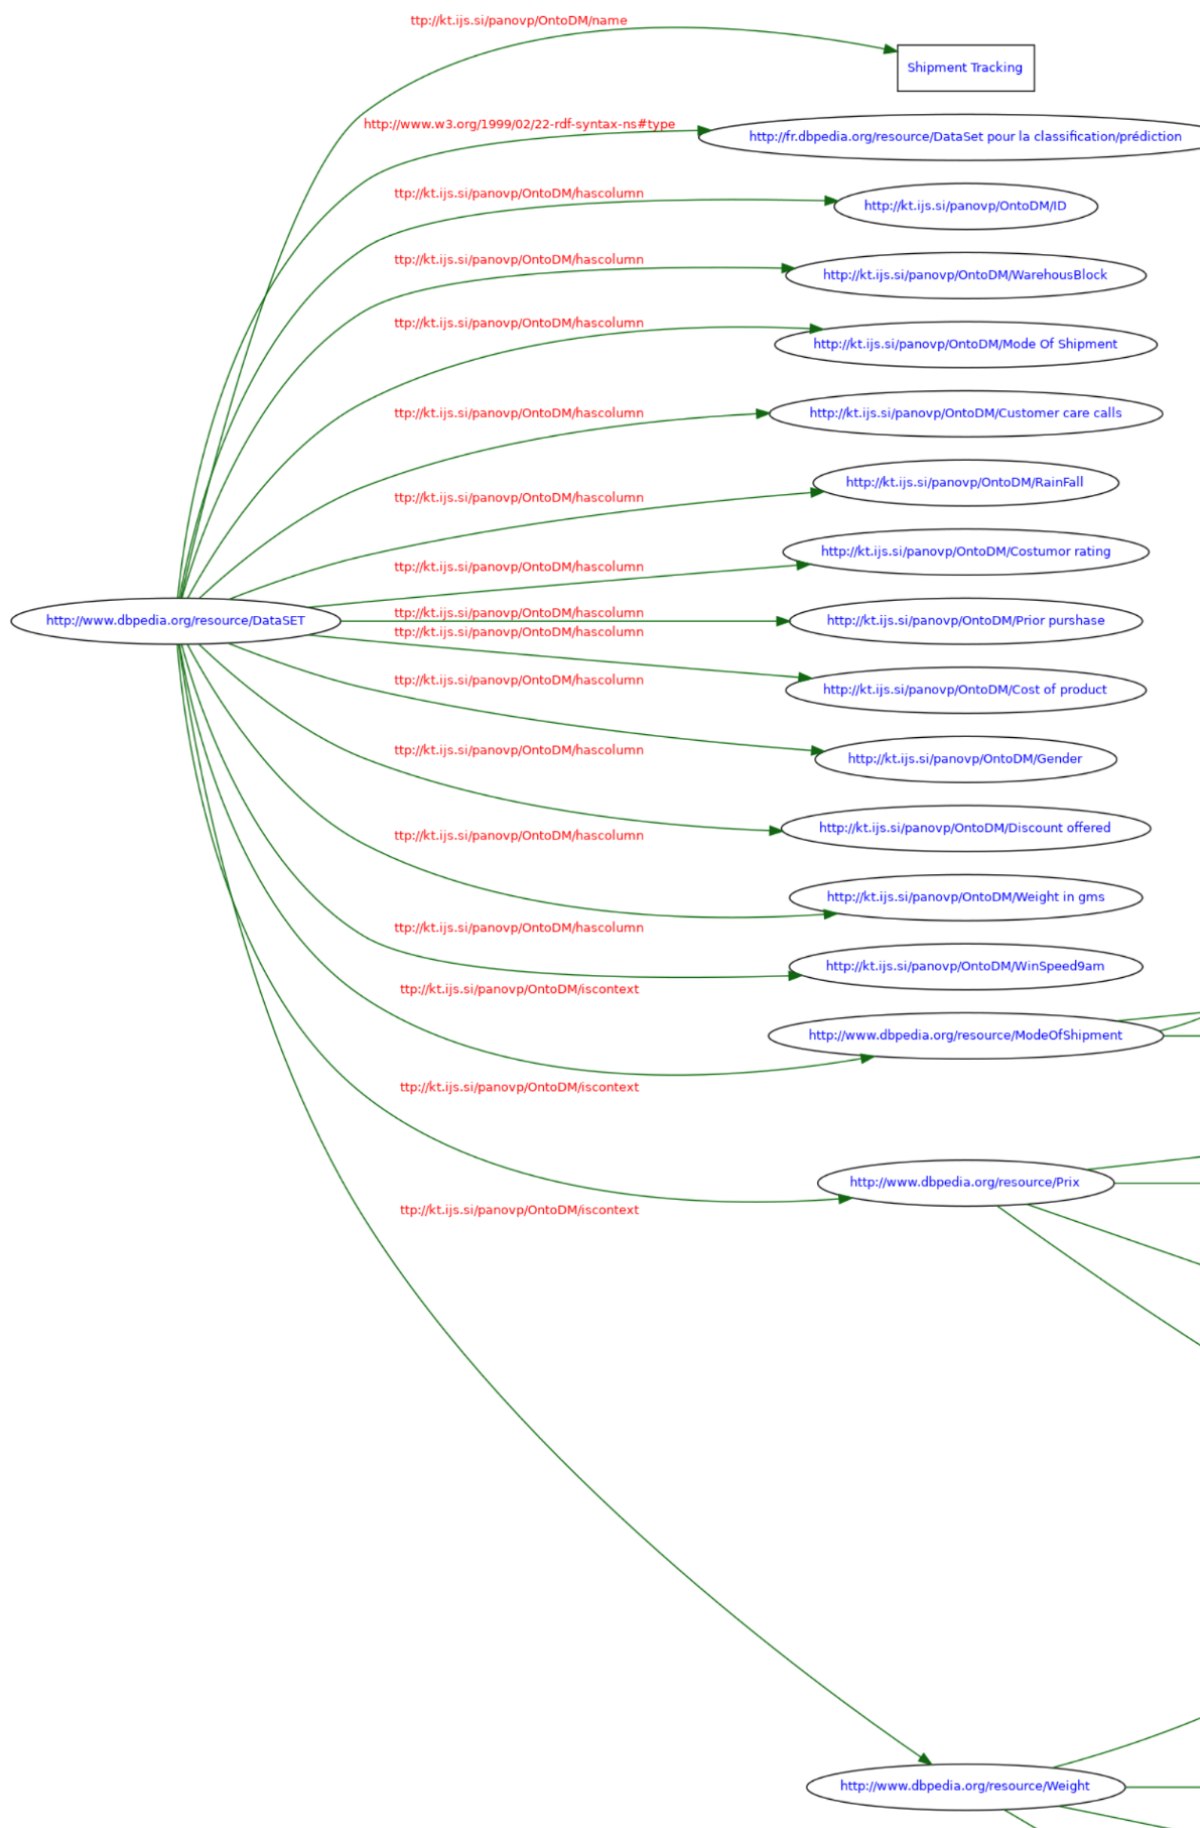 ttp://kt.ijs.si/panovp/OntoDM/name
Shipment Tracking
http://www.w3.org/1999/02/22-rdf-syntax-ns#type
http://fr.dbpedia.org/resource/DataSet pour la classification/prédiction
ttp://kt.ijs.si/panovp/OntoDM/hascolumn
http://kt.ijs.si/panovp/OntoDM/ID
ttp://kt.ijs.si/panovp/OntoDM/hascolumn
http://kt.ijs.si/panovp/OntoDM/WarehousBlock
ttp://kt.ijs.si/panovp/OntoDM/hascolumn
http://kt.ijs.si/panovp/OntoDM/Mode Of Shipment
ttp://kt.ijs.si/panovp/OntoDM/hascolumn
http://kt.ijs.si/panovp/OntoDM/Customer care calls
ttp://kt.ijs.si/panovp/OntoDM/hascolumn
http://kt.ijs.si/panovp/OntoDM/RainFall
ttp://kt.ijs.si/panovp/OntoDM/hascolumn
http://kt.ijs.si/panovp/OntoDM/Costumor rating
ttp://kt.ijs.si/panovp/OntoDM/hascolumn
http://www.dbpedia.org/resource/DataSET
http://kt.ijs.si/panovp/OntoDM/Prior purshase
ttp://kt.ijs.si/panovp/OntoDM/hascolumn
http://kt.ijs.si/panovp/OntoDM/Cost of product
ttp://kt.ijs.si/panovp/OntoDM/hascolumn
http://kt.ijs.si/panovp/OntoDM/Gender
ttp://kt.ijs.si/panovp/OntoDM/hascolumn
http://kt.ijs.si/panovp/OntoDM/Discount offered
ttp://kt.ijs.si/panovp/OntoDM/hascolumn
http://kt.ijs.si/panovp/OntoDM/Weight in gms
ttp://kt.ijs.si/panovp/OntoDM/hascolumn
http://kt.ijs.si/panovp/OntoDM/WinSpeed9am
ttp://kt.ijs.si/panovp/OntoDM/iscontext
http://www.dbpedia.org/resource/ModeOfShipment
ttp://kt.ijs.si/panovp/OntoDM/iscontext
http://www.dbpedia.org/resource/Prix
ttp://kt.ijs.si/panovp/OntoDM/iscontext
http://www.dbpedia.org/resource/Weight